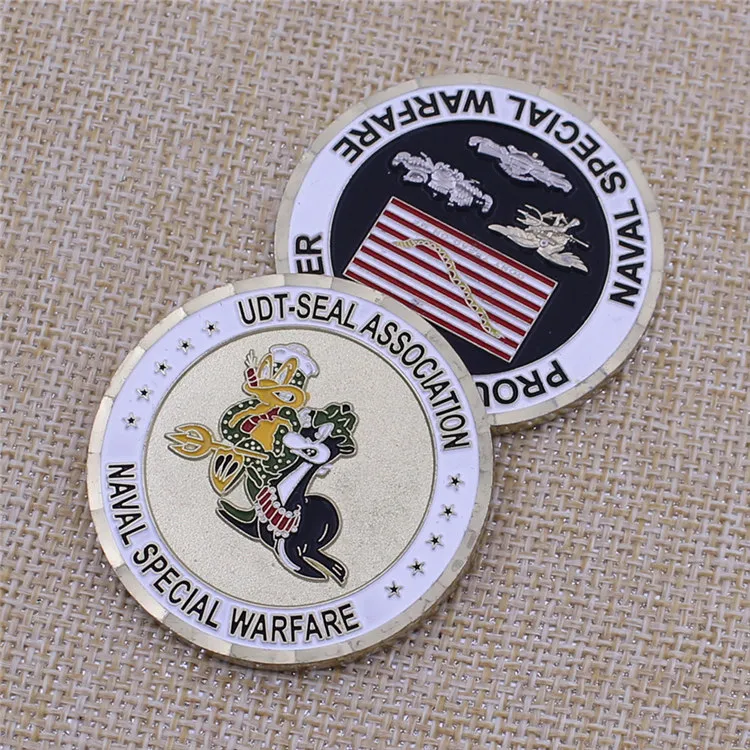 UDT-SEAL ASSOCIATION
NAVAL SPECIAL WARFARE
NAVAL SPECIAL WARFARE
PROU
ER